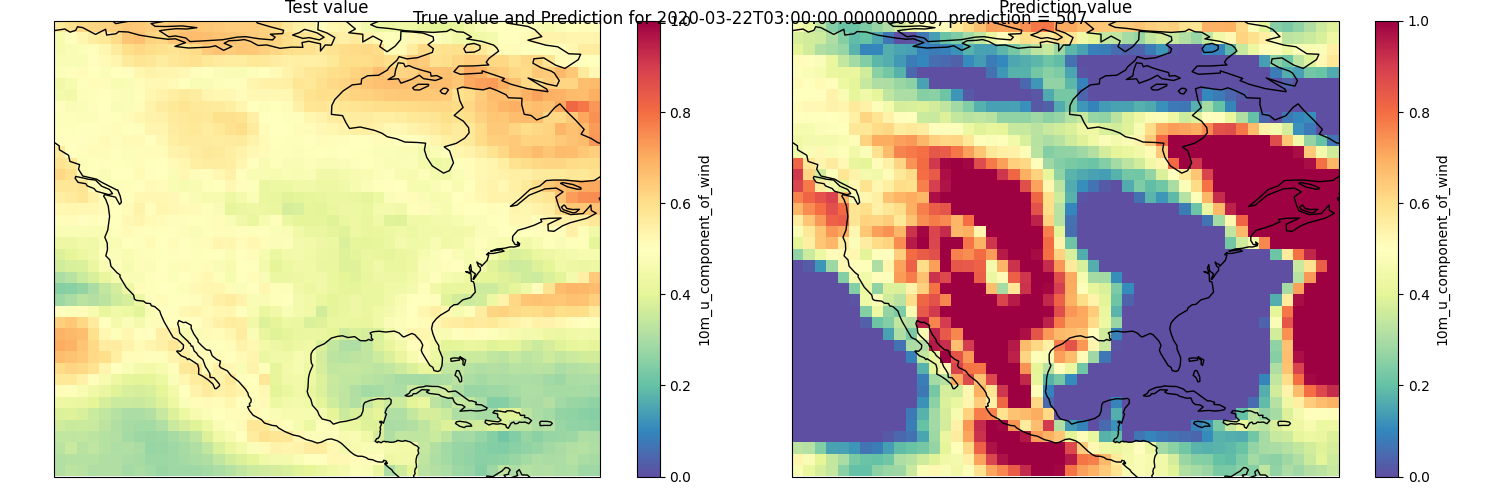 Test value
Prediction value
True value and Prediction for 2020-03-22T03:00:00.000000000, prediction = 507
1.0
0.8
0.6
0.4
0.2
0.0
10m_u_component_of_wind
1.0
0.8
0.6
0.4
0.2
0.0
10m_u_component_of_wind